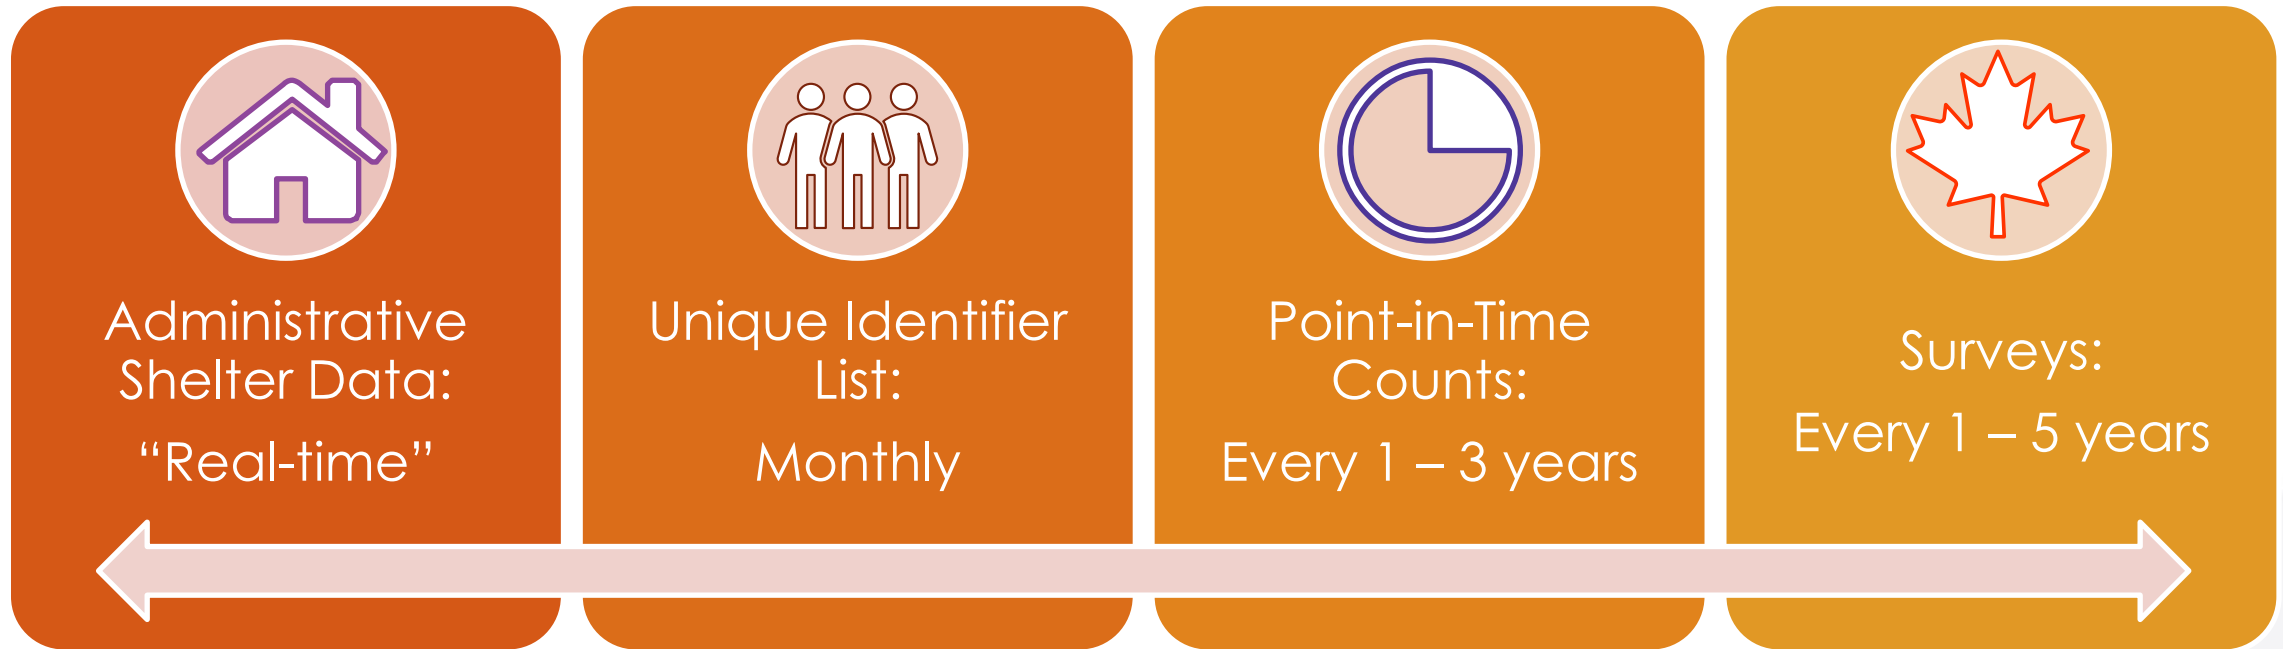 Administrative
Shelter Data:
“Real-time”
Unique Identifier
List:
Monthly
Point-in-Time
Counts:
Every 1 – 3 years
Surveys:
Every 1 – 5 years